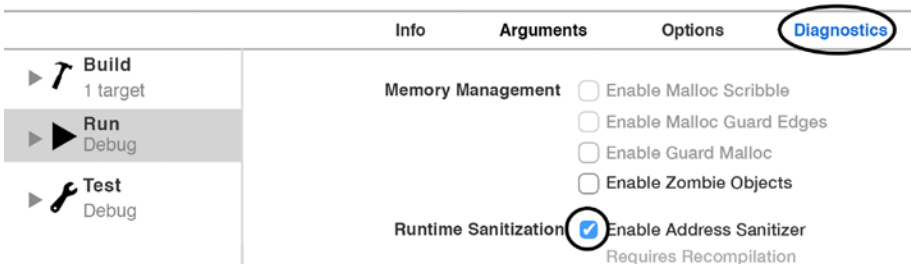 Info Arguments Options Diagnostics
Build
1 target
Run
Debug
Test
Debug
Memory Management Enable Malloc Scribble
Enable Malloc Guard Edges
Enable Guard Malloc
Enable Zombie Objects
Runtime Sanitization Enable Address Sanitizer
Requires Recompilation